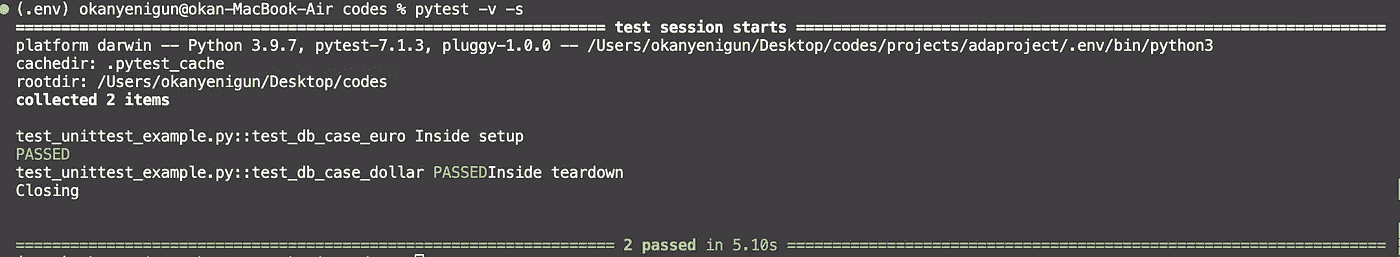 (.env) okanyenigun@okan-MacBook-Air codes % pytest -v -s
============================================================== test session starts ===============================================================
platform darwin -- Python 3.9.7, pytest-7.1.3, pluggy-1.0.0 -- /Users/okanyenigun/Desktop/codes/projects/adaproject/.env/bin/python3
cachedir: .pytest_cache
rootdir: /Users/okanyenigun/Desktop/codes
collected 2 items
test_unittest_example.py::test_db_case_euro Inside setup
PASSED
test_unittest_example.py::test_db_case_dollar PASSEDInside teardown
Closing
=============================================================== 2 passed in 5.10s ================================================================